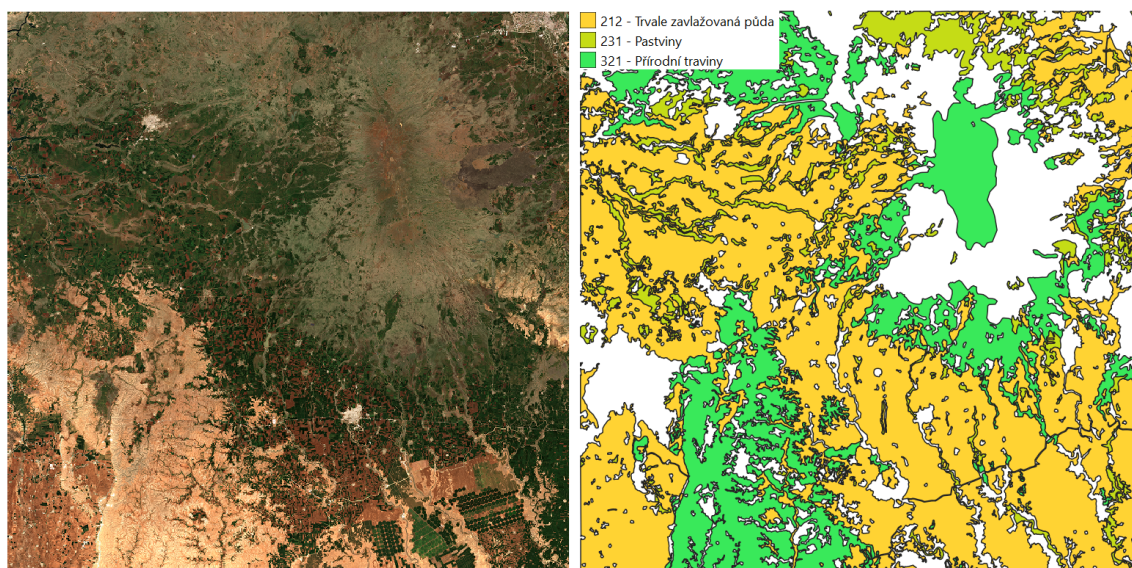 212 - Trvale zavlažovaná půda
231 - Pastviny
321 - Přírodní traviny